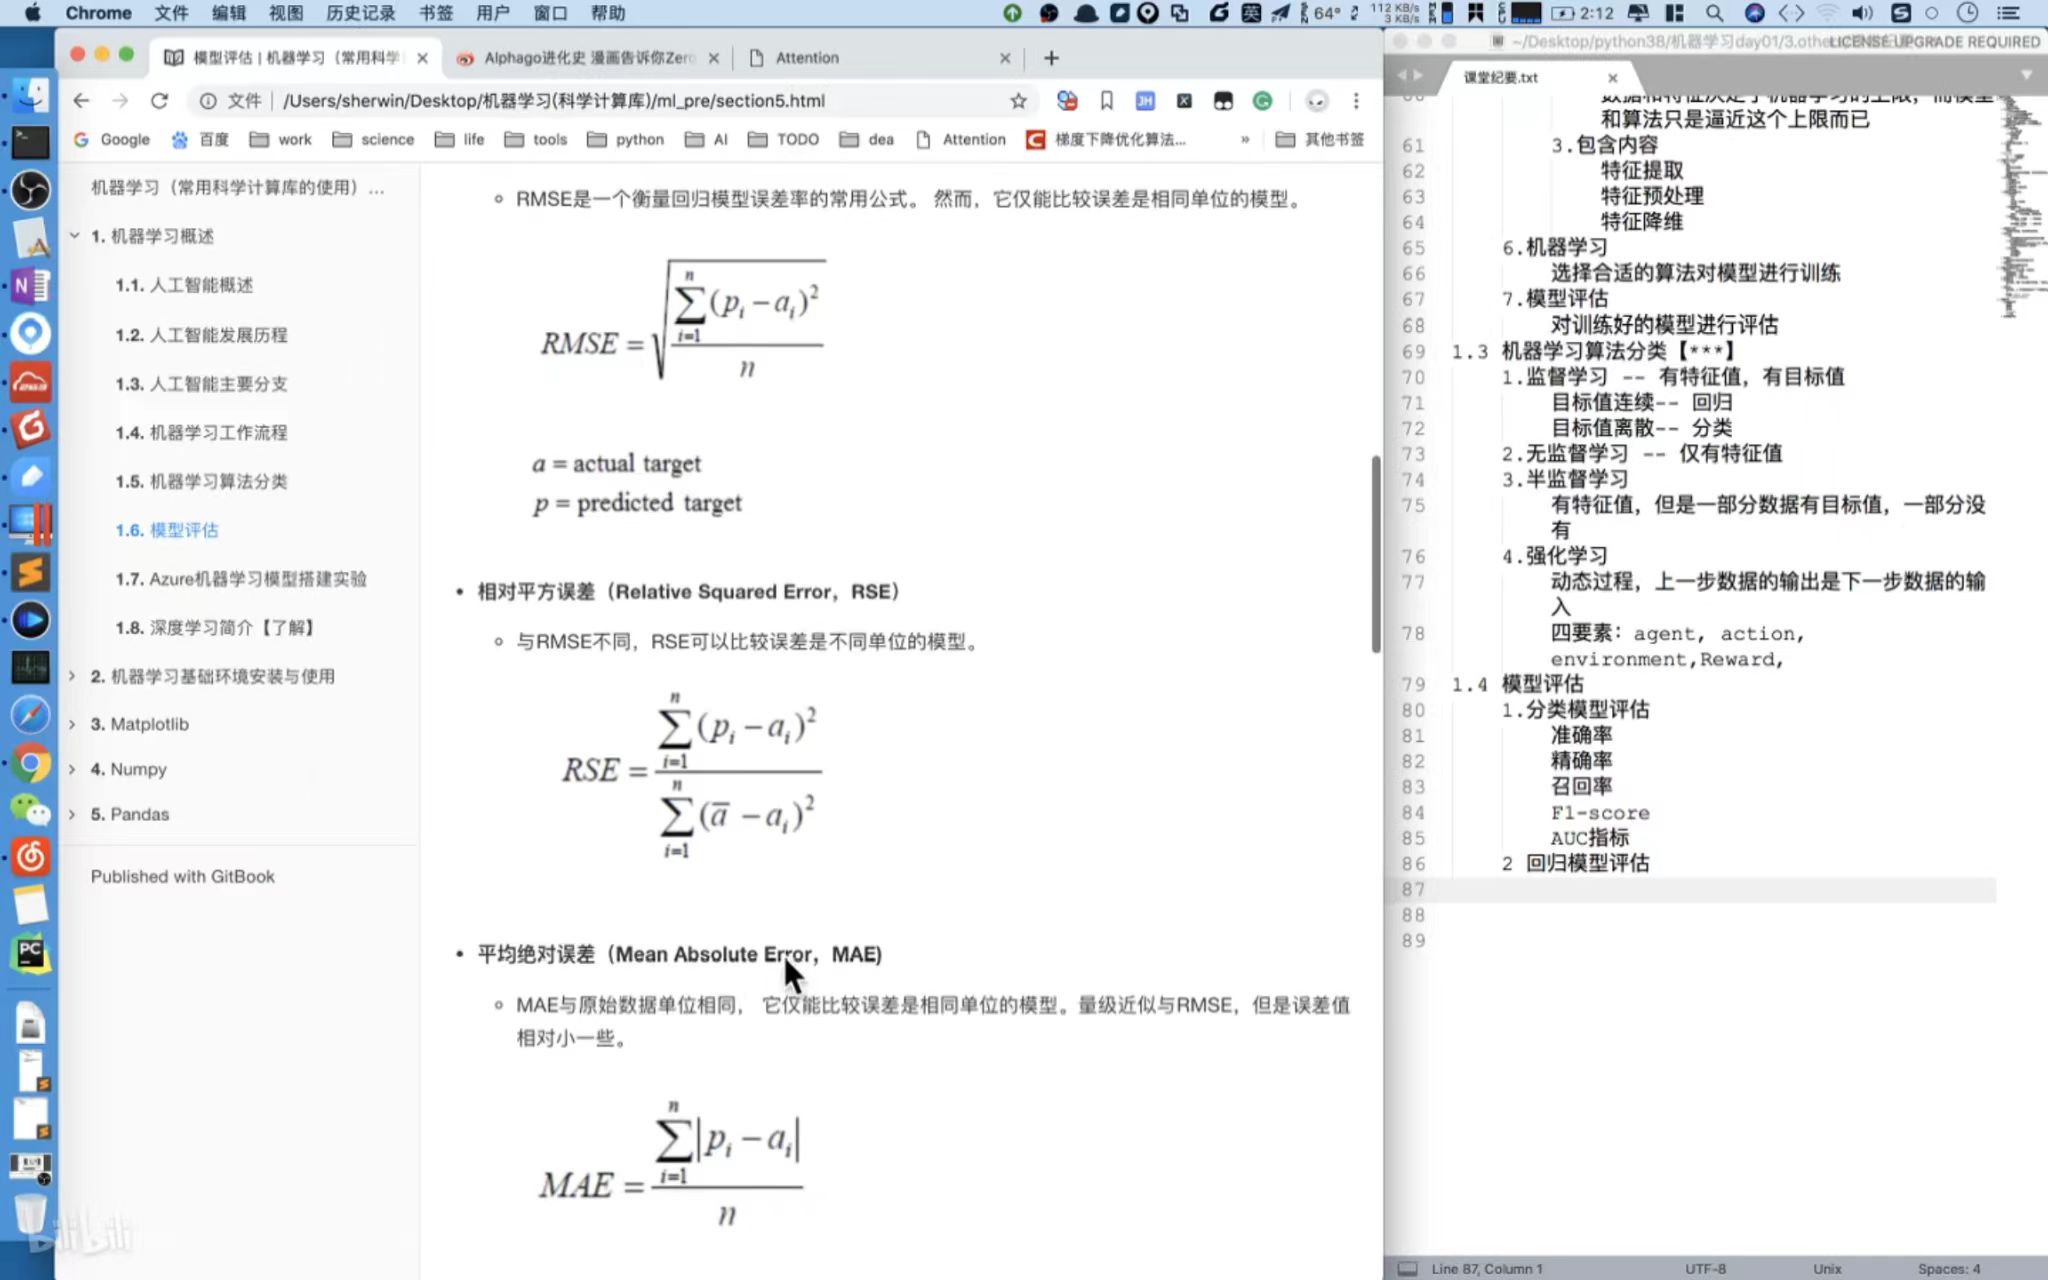 Chrome 文件 编辑 视图 历史记录 书签 用户 窗口 帮助
英 64° 112 KB/s 3 KB/s 2:12
模型评估 | 机器学习（常用科学
Alphago进化史 漫画告诉你Zero
Attention
文件 /Users/sherwin/Desktop/机器学习(科学计算库)/ml_pre/section5.html
Google 百度 work science life tools python AI TODO dea Attention 梯度下降优化算法... » 其他书签
机器学习（常用科学计算库的使用）...
1. 机器学习概述
1.1. 人工智能概述
1.2. 人工智能发展历程
1.3. 人工智能主要分支
1.4. 机器学习工作流程
1.5. 机器学习算法分类
1.6. 模型评估
1.7. Azure机器学习模型搭建实验
1.8. 深度学习简介【了解】
2. 机器学习基础环境安装与使用
3. Matplotlib
4. Numpy
5. Pandas
Published with GitBook
RMSE是一个衡量回归模型误差率的常用公式。 然而，它仅能比较误差是相同单位的模型。
RMSE = √(∑_{i=1}^{n}(p_i − a_i)² / n)
a = actual target
p = predicted target
• 相对平方误差（Relative Squared Error，RSE）
与RMSE不同，RSE可以比较误差是不同单位的模型。
RSE = ∑_{i=1}^{n}(p_i − a_i)² / ∑_{i=1}^{n}(a̅ − a_i)²
• 平均绝对误差（Mean Absolute Error，MAE)
MAE与原始数据单位相同， 它仅能比较误差是相同单位的模型。量级近似与RMSE，但是误差值
相对小一些。
MAE = ∑_{i=1}^{n}|p_i − a_i| / n
bilibili
~/Desktop/python38/机器学习day01/3.othe
LICENSE UPGRADE REQUIRED
课堂纪要.txt
数据和特征决定了机器学习的上限，而模型
和算法只是逼近这个上限而已
61 3.包含内容
62 特征提取
63 特征预处理
64 特征降维
65 6.机器学习
66 选择合适的算法对模型进行训练
67 7.模型评估
68 对训练好的模型进行评估
69 1.3 机器学习算法分类【***】
70 1.监督学习 -- 有特征值，有目标值
71 目标值连续-- 回归
72 目标值离散-- 分类
73 2.无监督学习 -- 仅有特征值
74 3.半监督学习
75 有特征值，但是一部分数据有目标值，一部分没
有
76 4.强化学习
77 动态过程，上一步数据的输出是下一步数据的输
入
78 四要素：agent, action,
environment,Reward,
79 1.4 模型评估
80 1.分类模型评估
81 准确率
82 精确率
83 召回率
84 F1-score
85 AUC指标
86 2 回归模型评估
87
88
89
Line 87, Column 1 UTF-8 Unix Spaces: 4